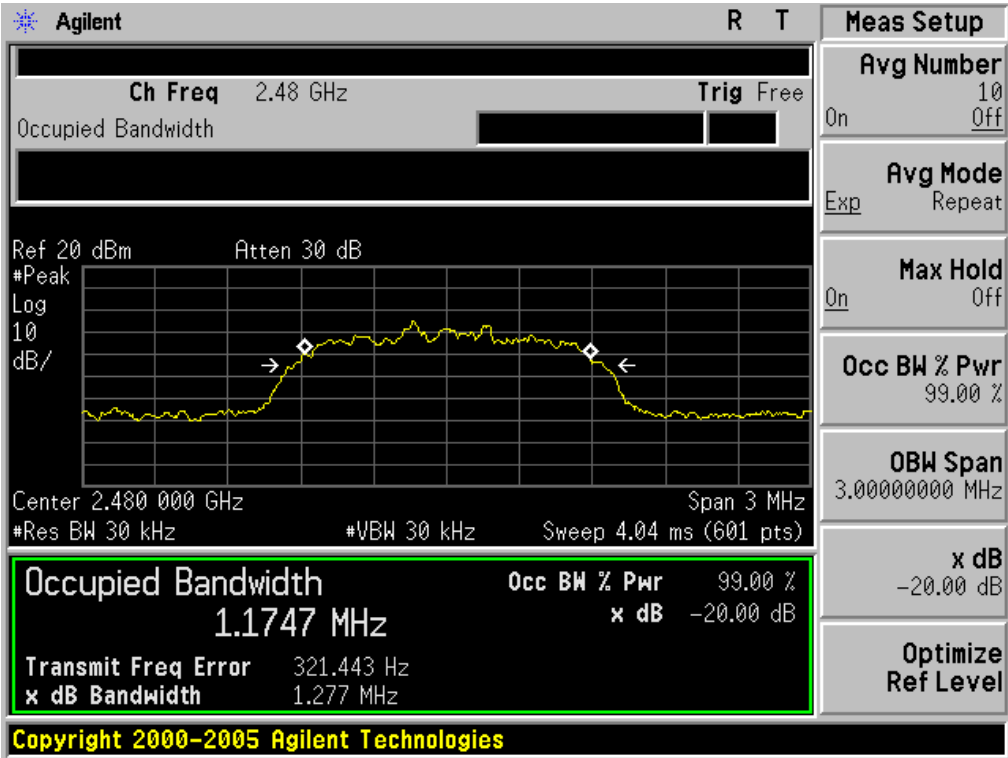 Agilent R T
Ch Freq 2.48 GHz Trig Free
Occupied Bandwidth
Ref 20 dBm Atten 30 dB
#Peak
Log
10
dB/
Center 2.480 000 GHz Span 3 MHz
#Res BW 30 kHz #VBW 30 kHz Sweep 4.04 ms (601 pts)
Occupied Bandwidth
1.1747 MHz
Occ BW % Pwr 99.00 %
x dB -20.00 dB
Transmit Freq Error 321.443 Hz
x dB Bandwidth 1.277 MHz
Copyright 2000-2005 Agilent Technologies
Meas Setup
Avg Number
10
On Off
Avg Mode
Exp Repeat
Max Hold
On Off
Occ BW % Pwr
99.00 %
OBW Span
3.00000000 MHz
x dB
-20.00 dB
Optimize
Ref Level